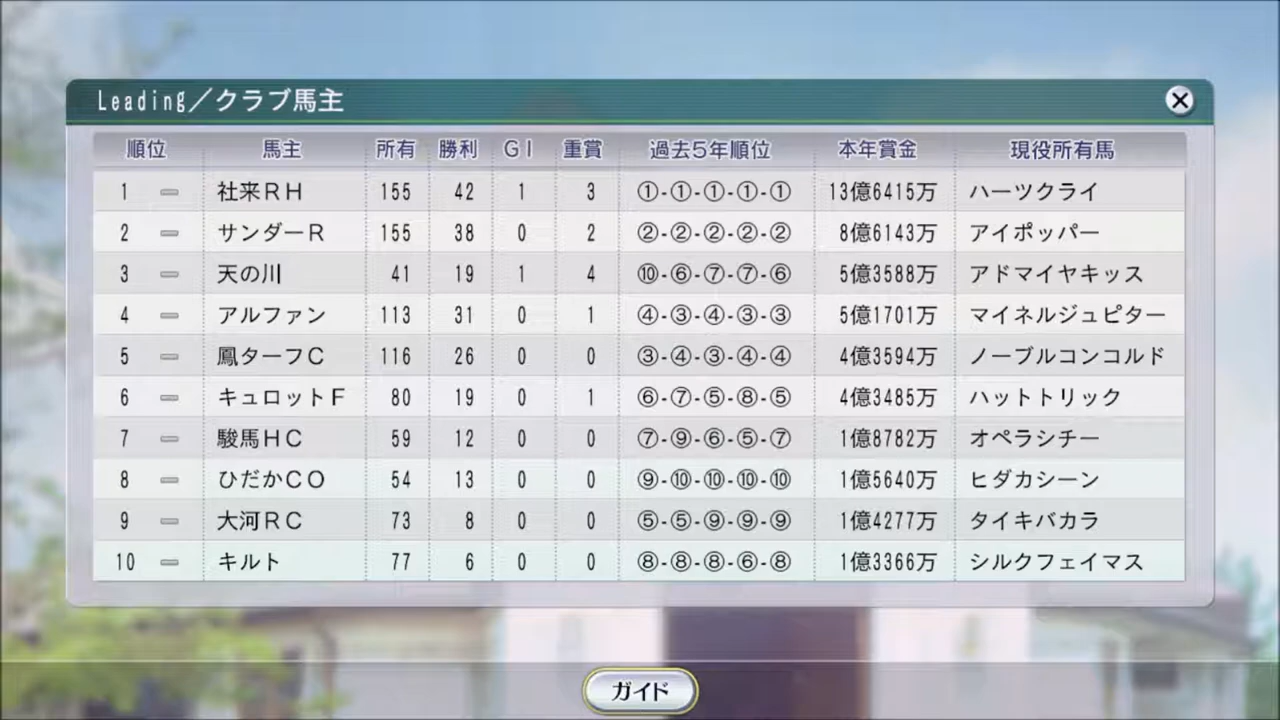 Leading／クラブ馬主
順位 馬主 所有 勝利 GⅠ 重賞 過去5年順位 本年賞金 現役所有馬
1 社来ＲＨ 155 42 1 3 ①-①-①-①-① 13億6415万 ハーツクライ
2 サンダーＲ 155 38 0 2 ②-②-②-②-② 8億6143万 アイポッパー
3 天の川 41 19 1 4 ⑩-⑥-⑦-⑦-⑥ 5億3588万 アドマイヤキッス
4 アルファン 113 31 0 1 ④-③-④-③-③ 5億1701万 マイネルジュピター
5 鳳ターフＣ 116 26 0 0 ③-④-③-④-④ 4億3594万 ノーブルコンコルド
6 キュロットＦ 80 19 0 1 ⑥-⑦-⑤-⑧-⑤ 4億3485万 ハットトリック
7 駿馬ＨＣ 59 12 0 0 ⑦-⑨-⑥-⑤-⑦ 1億8782万 オペラシチー
8 ひだかＣＯ 54 13 0 0 ⑨-⑩-⑩-⑩-⑩ 1億5640万 ヒダカシーン
9 大河ＲＣ 73 8 0 0 ⑤-⑤-⑨-⑨-⑨ 1億4277万 タイキバカラ
10 キルト 77 6 0 0 ⑧-⑧-⑧-⑥-⑧ 1億3366万 シルクフェイマス
ガイド